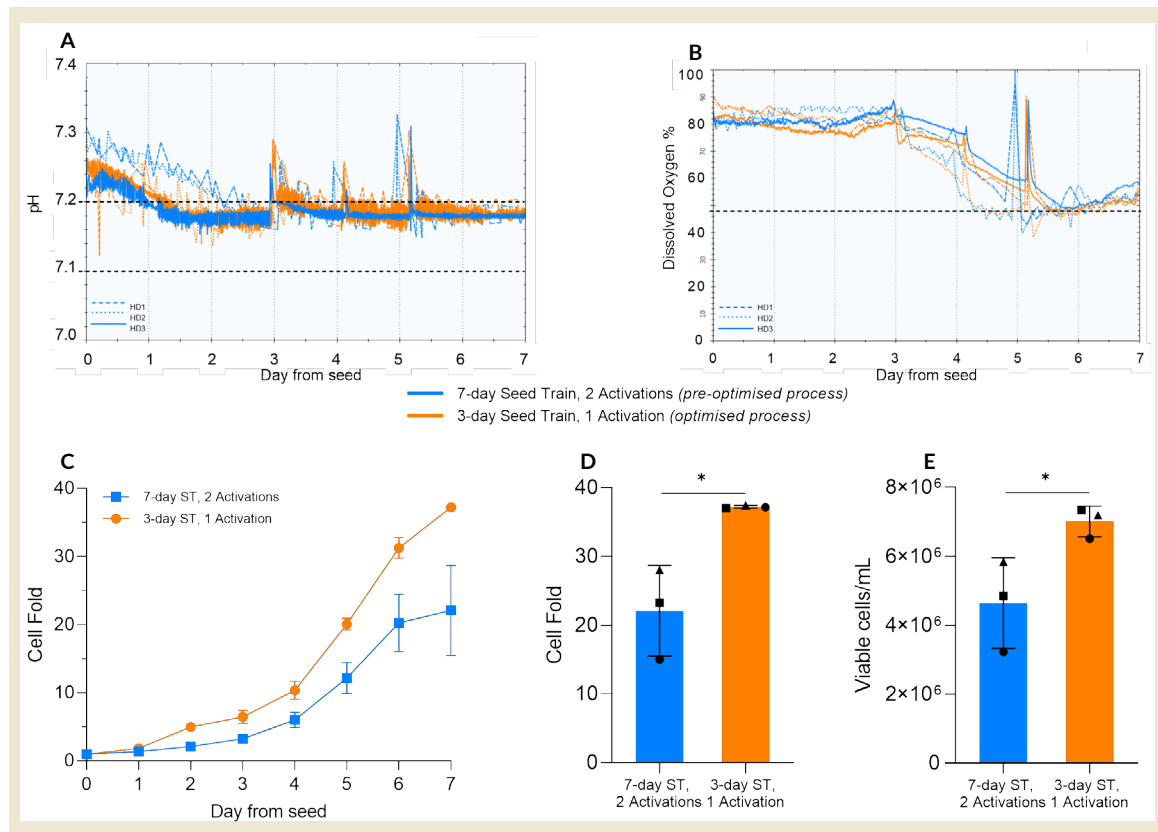 A
7.4
7.3
7.2
7.1
7.0
pH
0 1 2 3 4 5 6 7
Day from seed
HD1
HD2
HD3
B
100
80
60
40
20
0
Dissolved Oxygen %
0 1 2 3 4 5 6 7
Day from seed
HD1
HD2
HD3
7-day Seed Train, 2 Activations (pre-optimised process)
3-day Seed Train, 1 Activation (optimised process)
C
40
30
20
10
0
Cell Fold
7-day ST, 2 Activations
3-day ST, 1 Activation
0 1 2 3 4 5 6 7
Day from seed
D
*
40
30
20
10
0
Cell Fold
7-day ST,
2 Activations
3-day ST,
1 Activation
E
*
8×10⁶
6×10⁶
4×10⁶
2×10⁶
0
Viable cells/mL
7-day ST,
2 Activations
3-day ST,
1 Activation